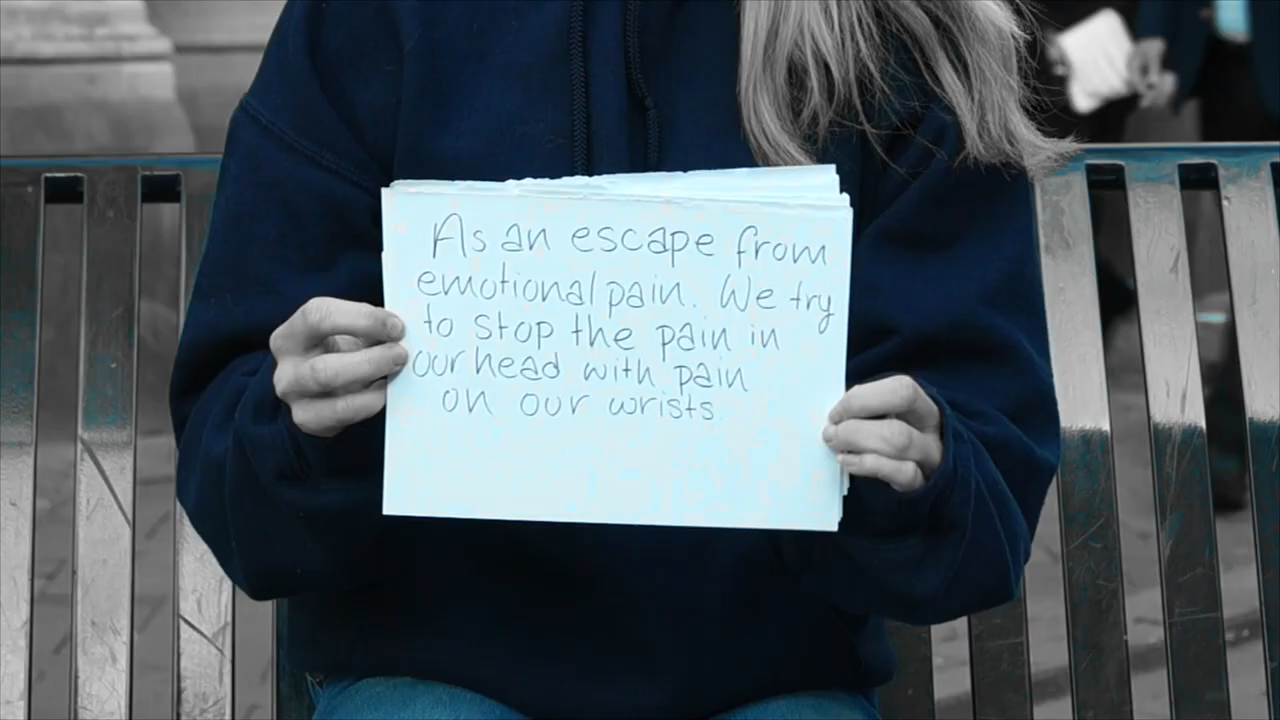 As an escape from
emotional pain. We try
to stop the pain in
our head with pain
on our wrists